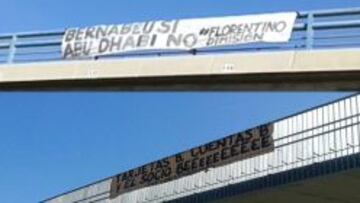 BERNABEU SI
ABU DHABI NO
#FLORENTINO
DIMISION
TARJETAS B, CUENTAS B
Y EL SOCIO BEEEEEEEEE